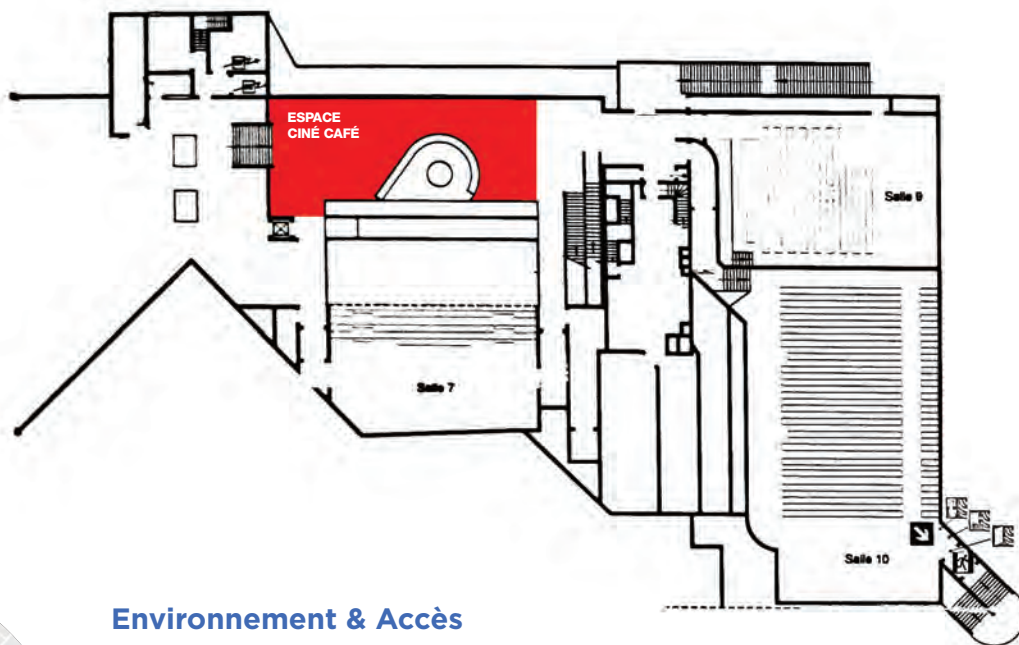 ESPACE
CINÉ CAFÉ
Salle 9
Salle 7
Salle 10
Environnement & Accès